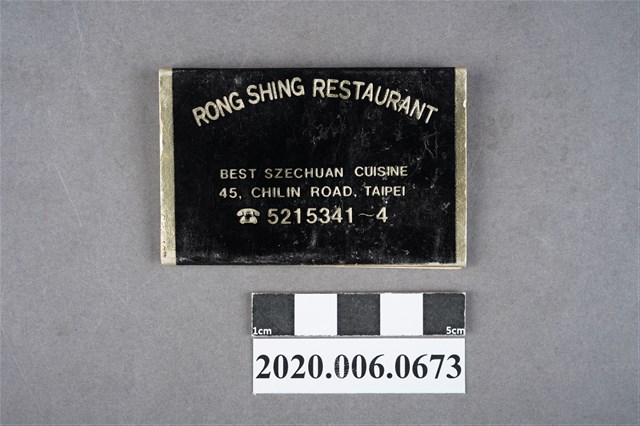 RONG SHING RESTAURANT
BEST SZECHUAN CUISINE
45, CHILIN ROAD, TAIPEI
☎ 5215341~4
1cm 5cm
2020.006.0673